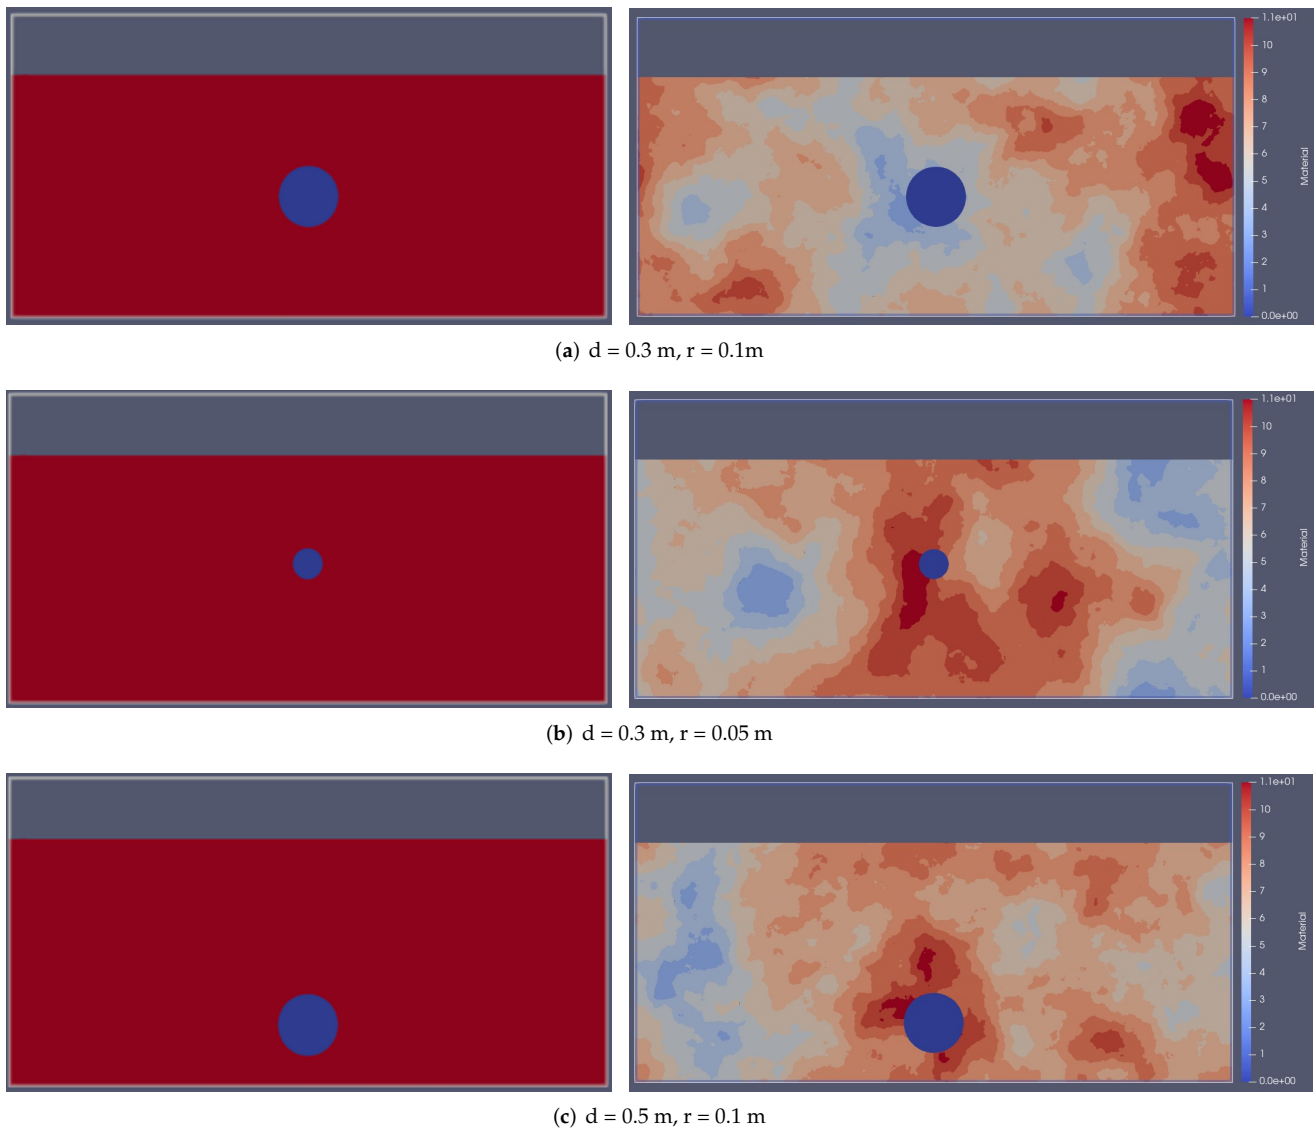 1.1e+01
10
9
8
7
6
5
4
3
2
1
0.0e+00
Material
(a) d = 0.3 m, r = 0.1m
1.1e+01
10
9
8
7
6
5
4
3
2
1
0.0e+00
Material
(b) d = 0.3 m, r = 0.05 m
1.1e+01
10
9
8
7
6
5
4
3
2
1
0.0e+00
Material
(c) d = 0.5 m, r = 0.1 m